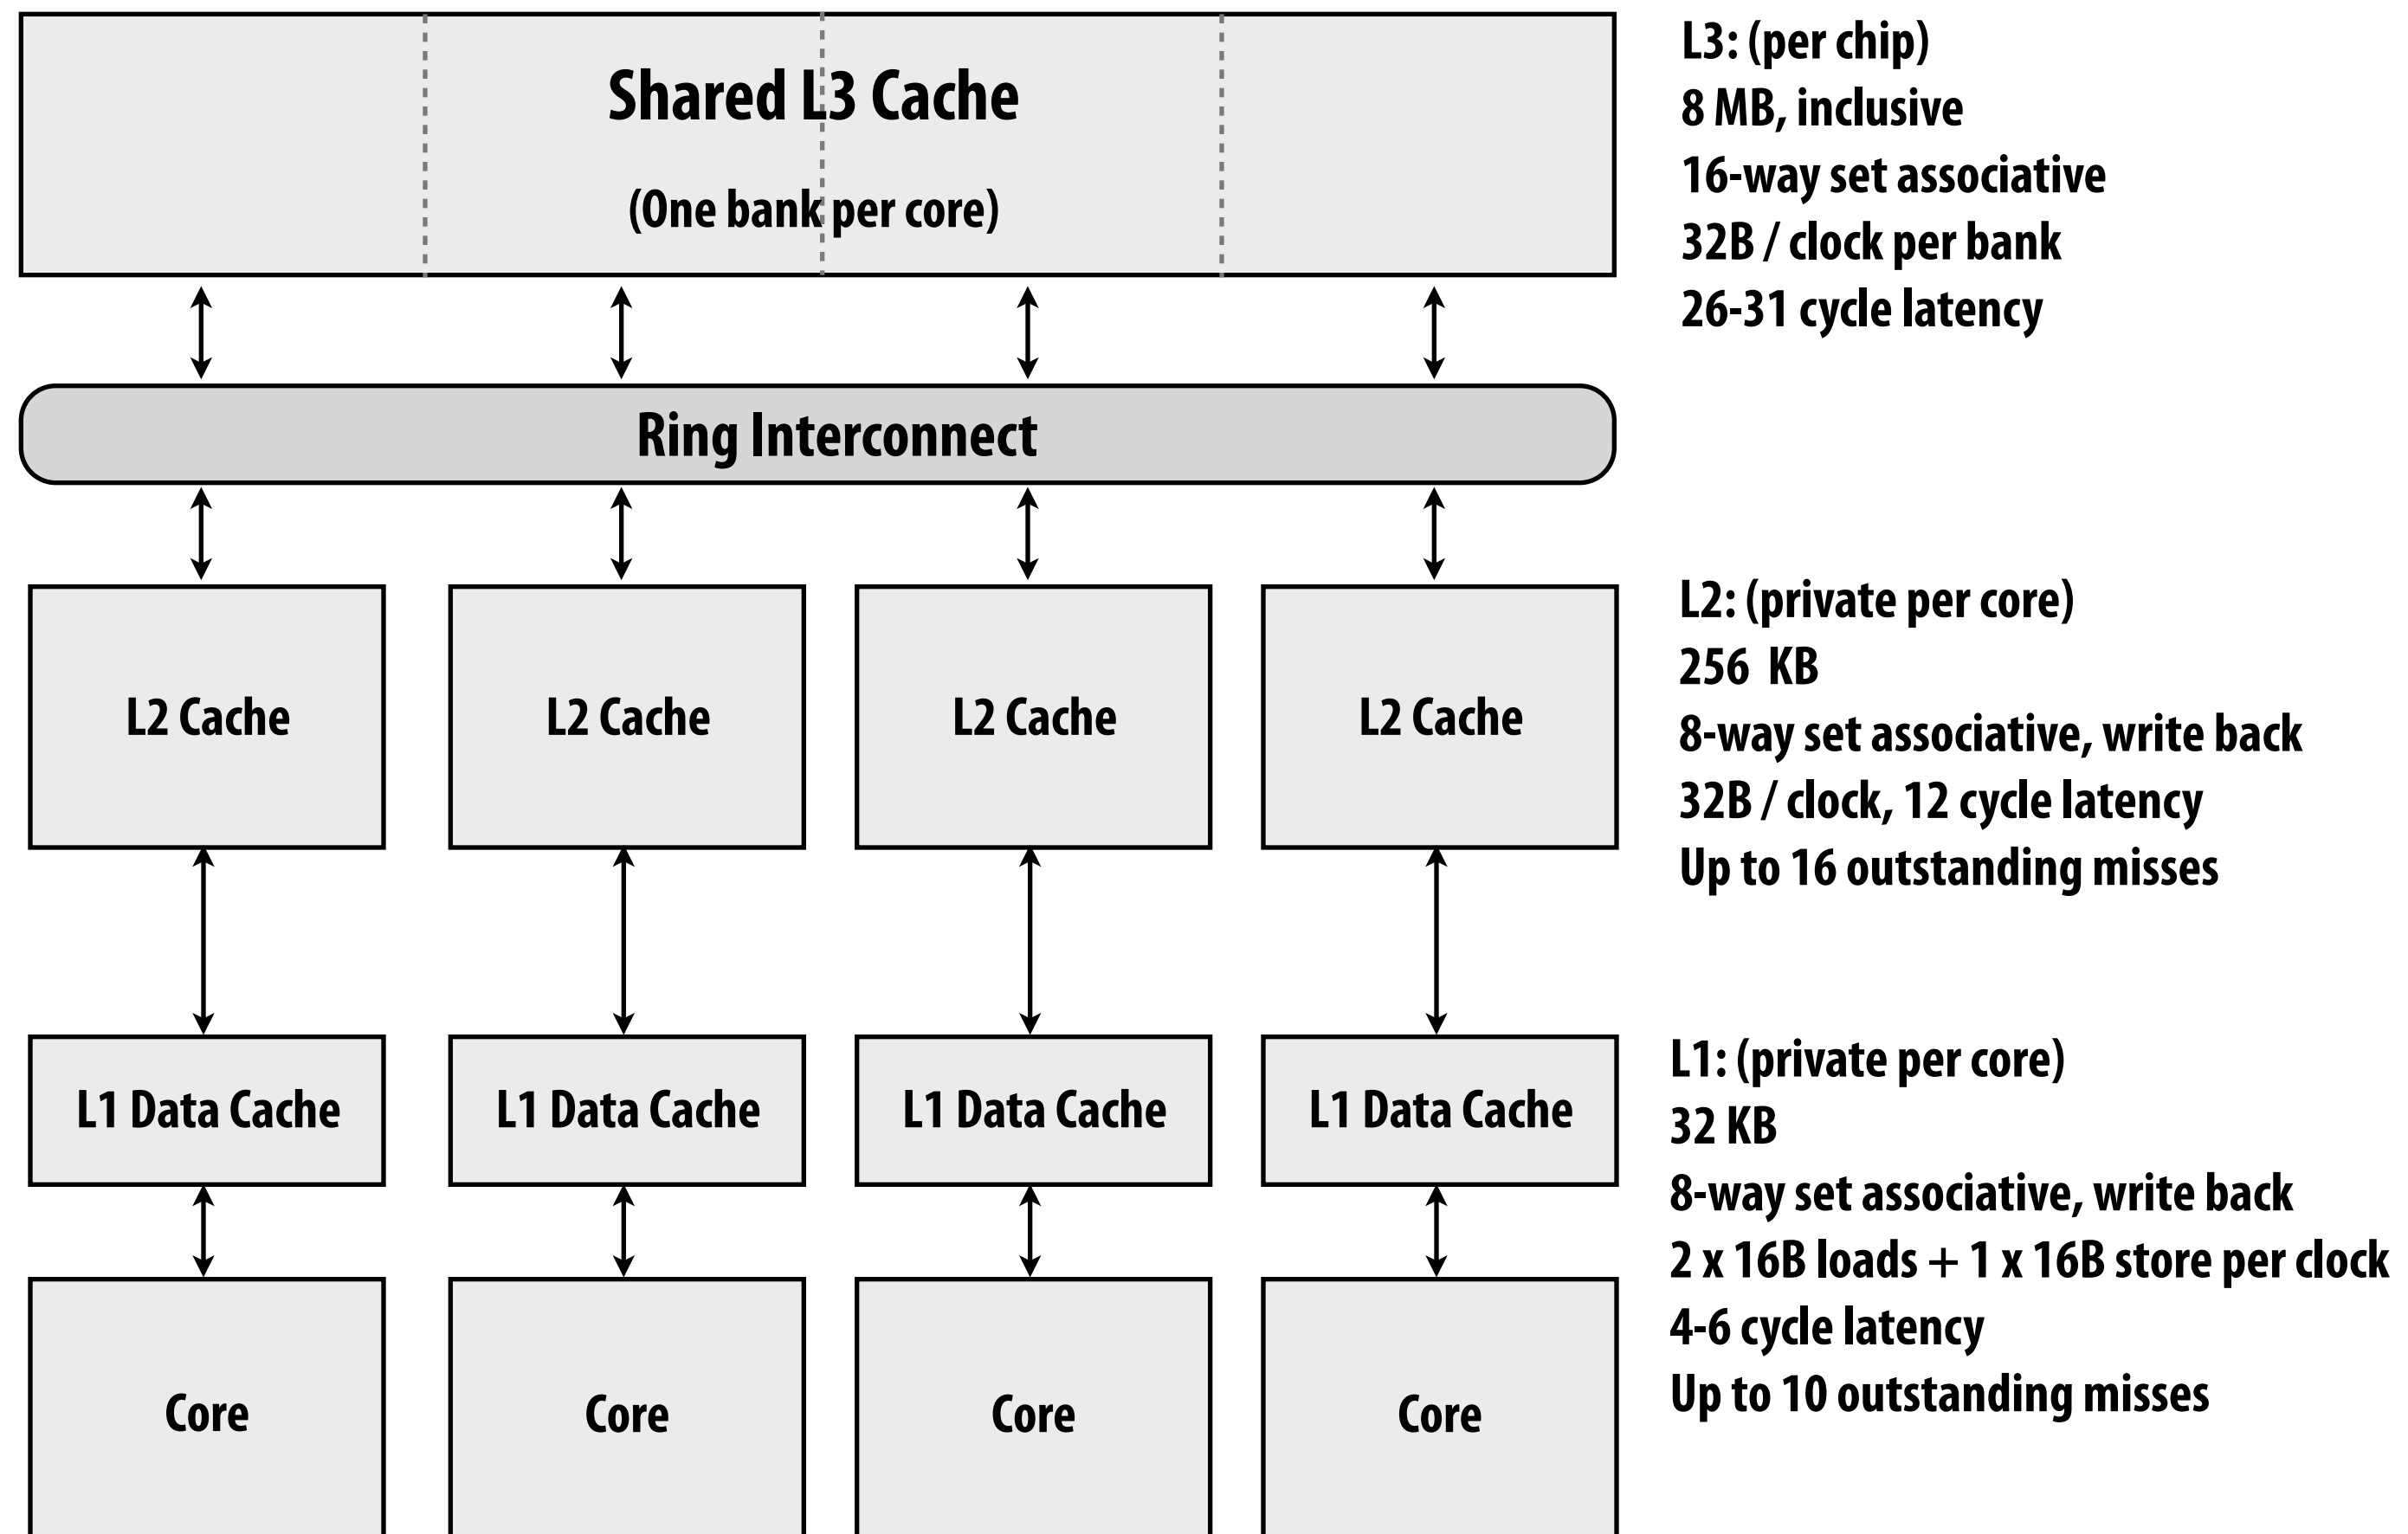 Shared L3 Cache
(One bank per core)
L3: (per chip)
8 MB, inclusive
16-way set associative
32B / clock per bank
26-31 cycle latency
Ring Interconnect
L2 Cache
L2 Cache
L2 Cache
L2 Cache
L2: (private per core)
256 KB
8-way set associative, write back
32B / clock, 12 cycle latency
Up to 16 outstanding misses
L1 Data Cache
L1 Data Cache
L1 Data Cache
L1 Data Cache
L1: (private per core)
32 KB
8-way set associative, write back
2 x 16B loads + 1 x 16B store per clock
4-6 cycle latency
Up to 10 outstanding misses
Core
Core
Core
Core